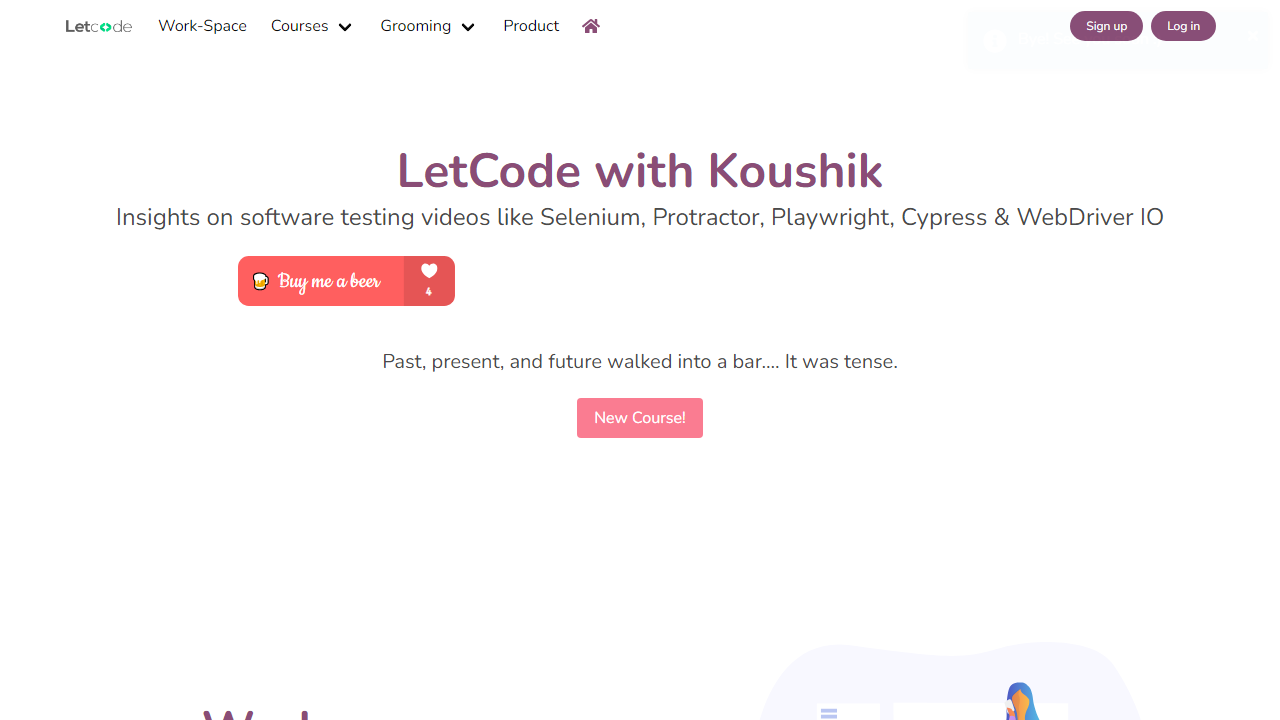 Letcode
Work-Space
Courses
Grooming
Product
Sign up
Log in
LetCode with Koushik
Insights on software testing videos like Selenium, Protractor, Playwright, Cypress & WebDriver IO
Buy me a beer
4
Past, present, and future walked into a bar.... It was tense.
New Course!